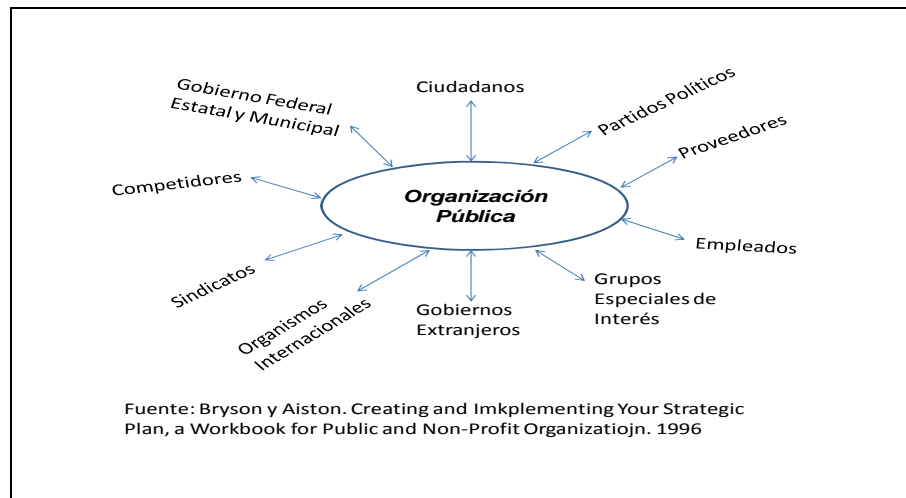 Ciudadanos
Gobierno Federal
Estatal y Municipal
Partidos Políticos
Proveedores
Competidores
Organización
Pública
Empleados
Sindicatos
Organismos
Internacionales
Gobiernos
Extranjeros
Grupos
Especiales de
Interés
Fuente: Bryson y Aiston. Creating and Imkplementing Your Strategic
Plan, a Workbook for Public and Non-Profit Organizatiojn. 1996